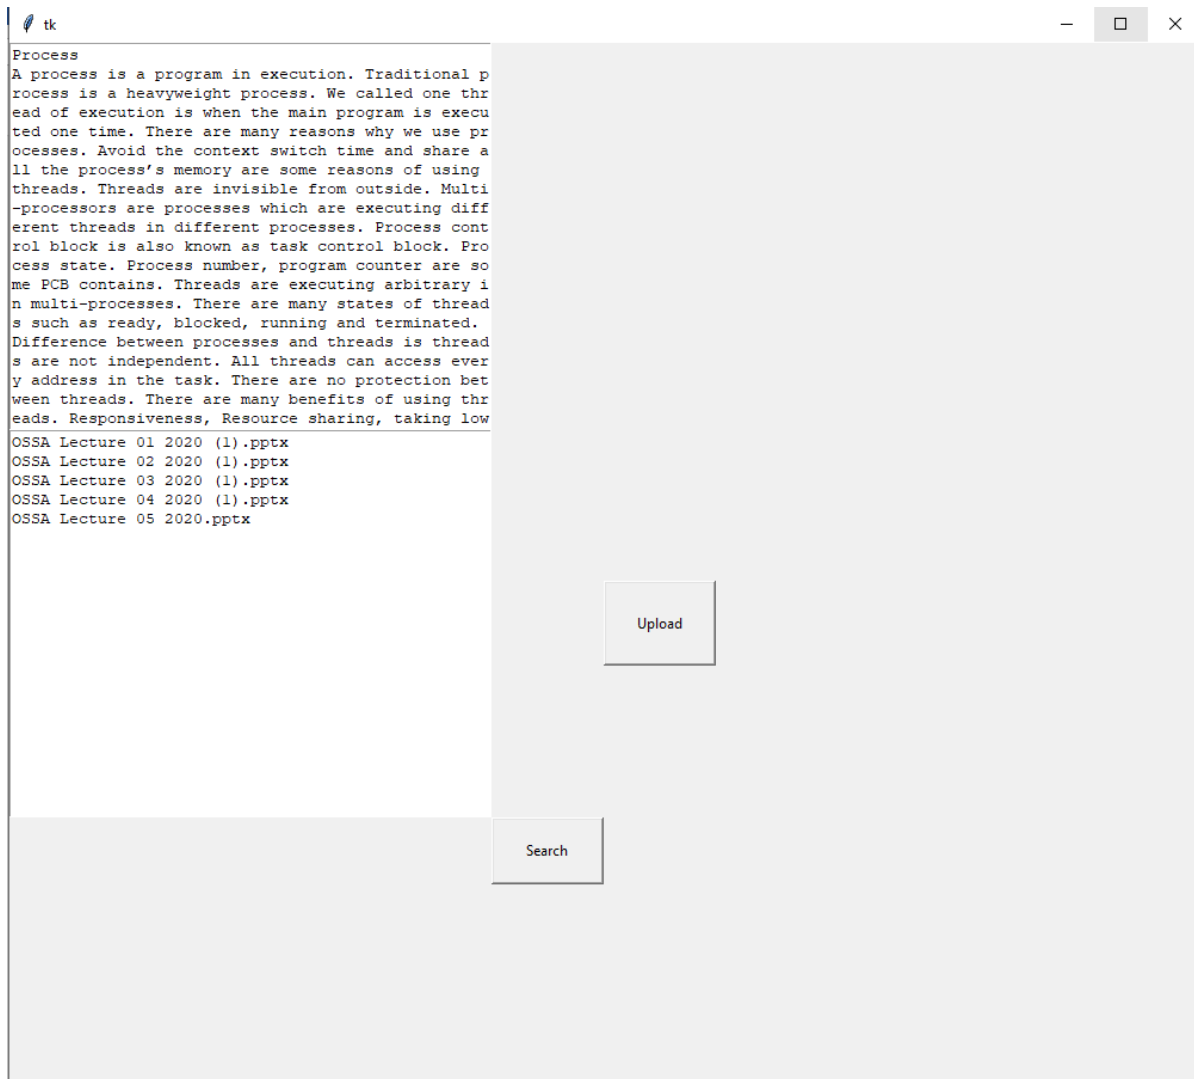 tk
Process
A process is a program in execution. Traditional p
rocess is a heavyweight process. We called one thr
ead of execution is when the main program is execu
ted one time. There are many reasons why we use pr
ocesses. Avoid the context switch time and share a
ll the process’s memory are some reasons of using
threads. Threads are invisible from outside. Multi
-processors are processes which are executing diff
erent threads in different processes. Process cont
rol block is also known as task control block. Pro
cess state. Process number, program counter are so
me PCB contains. Threads are executing arbitrary i
n multi-processes. There are many states of thread
s such as ready, blocked, running and terminated.
Difference between processes and threads is thread
s are not independent. All threads can access ever
y address in the task. There are no protection bet
ween threads. There are many benefits of using thr
eads. Responsiveness, Resource sharing, taking low
OSSA Lecture 01 2020 (1).pptx
OSSA Lecture 02 2020 (1).pptx
OSSA Lecture 03 2020 (1).pptx
OSSA Lecture 04 2020 (1).pptx
OSSA Lecture 05 2020.pptx
Upload
Search